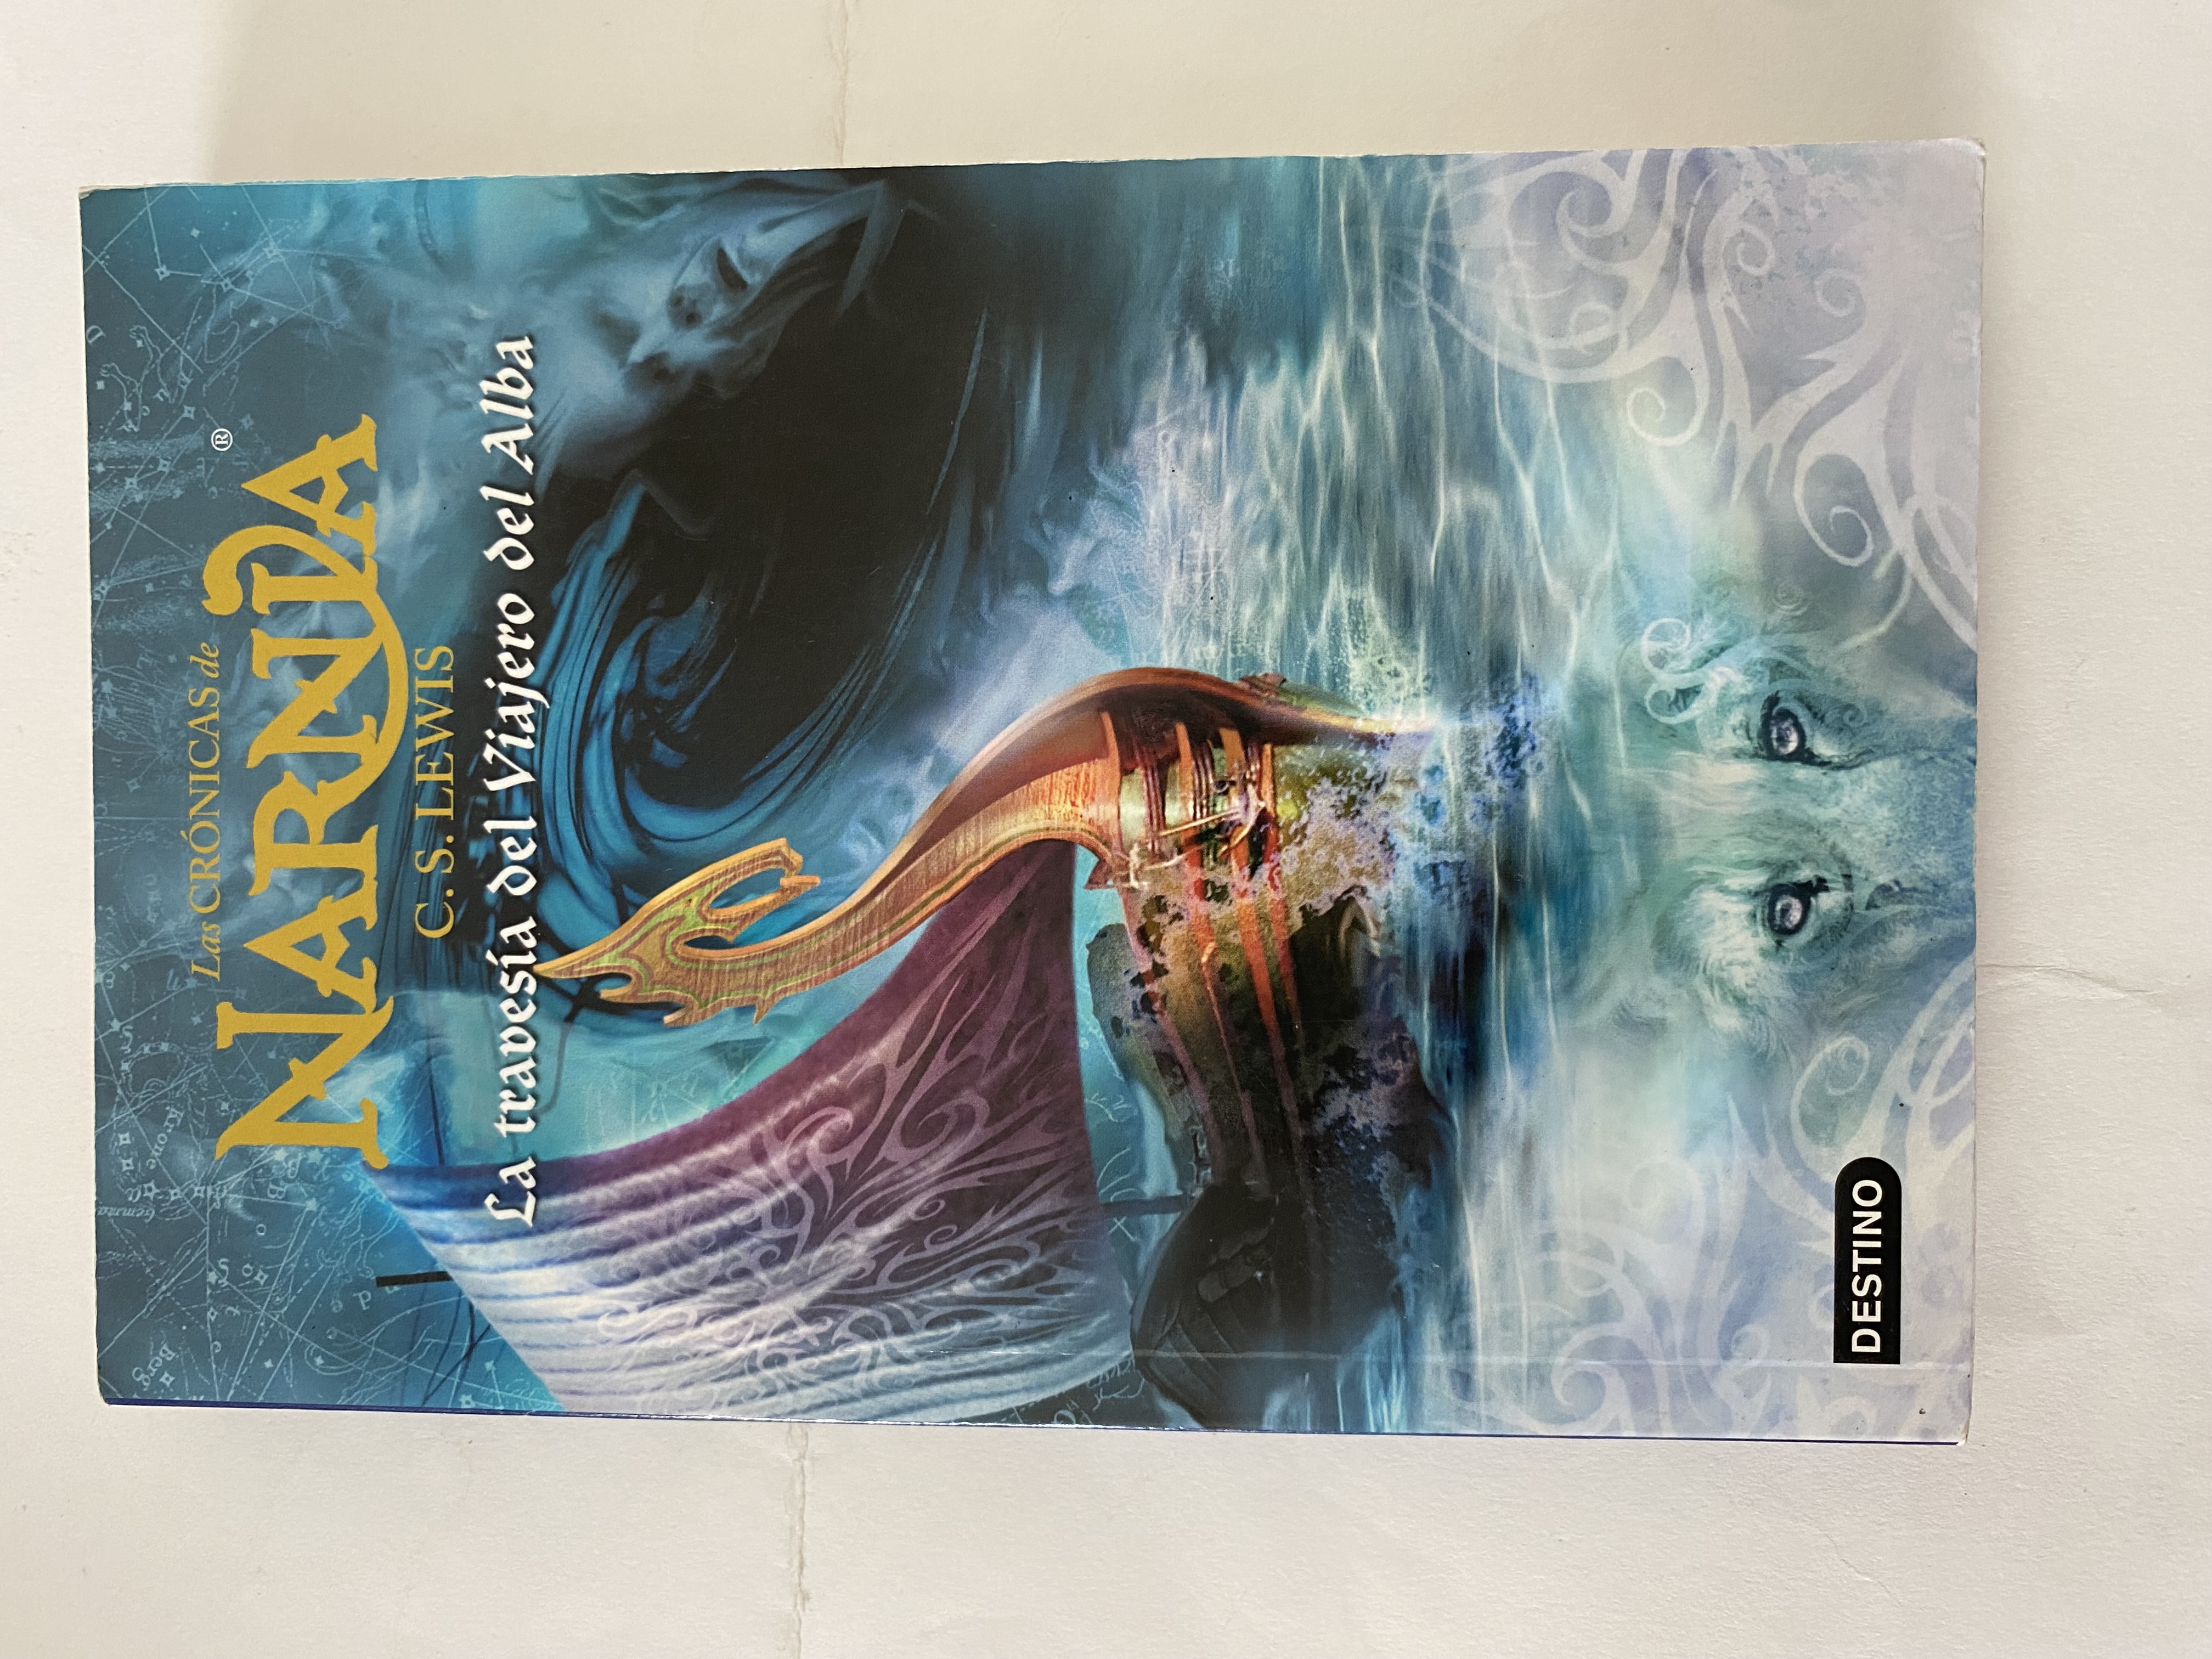 Las CRÓNICAS de
NARNIA®
C. S. LEWIS
La travesía del Viajero del Alba
DESTINO